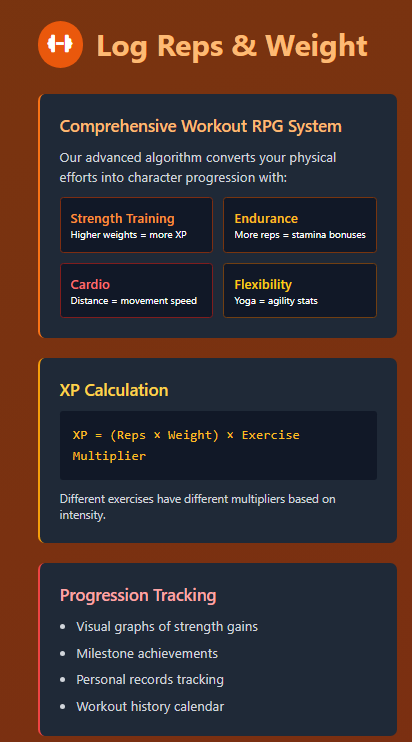 Log Reps & Weight
Comprehensive Workout RPG System
Our advanced algorithm converts your physical
efforts into character progression with:
Strength Training
Higher weights = more XP
Endurance
More reps = stamina bonuses
Cardio
Distance = movement speed
Flexibility
Yoga = agility stats
XP Calculation
XP = (Reps × Weight) × Exercise
Multiplier
Different exercises have different multipliers based on
intensity.
Progression Tracking
• Visual graphs of strength gains
• Milestone achievements
• Personal records tracking
• Workout history calendar